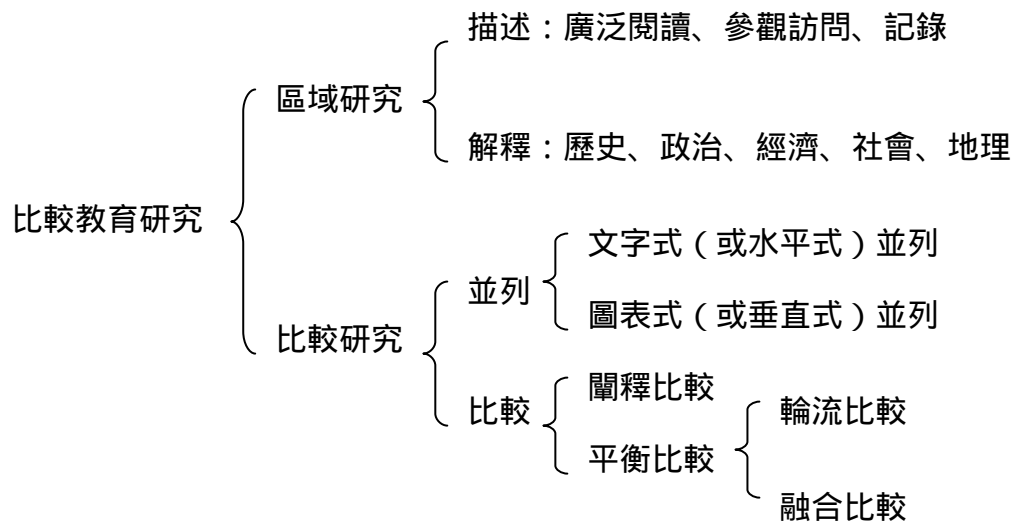 描述：廣泛閱讀、參觀訪問、記錄
區域研究
解釋：歷史、政治、經濟、社會、地理
比較教育研究
文字式（或水平式）並列
並列
圖表式（或垂直式）並列
比較研究
闡釋比較
比較
輪流比較
平衡比較
融合比較